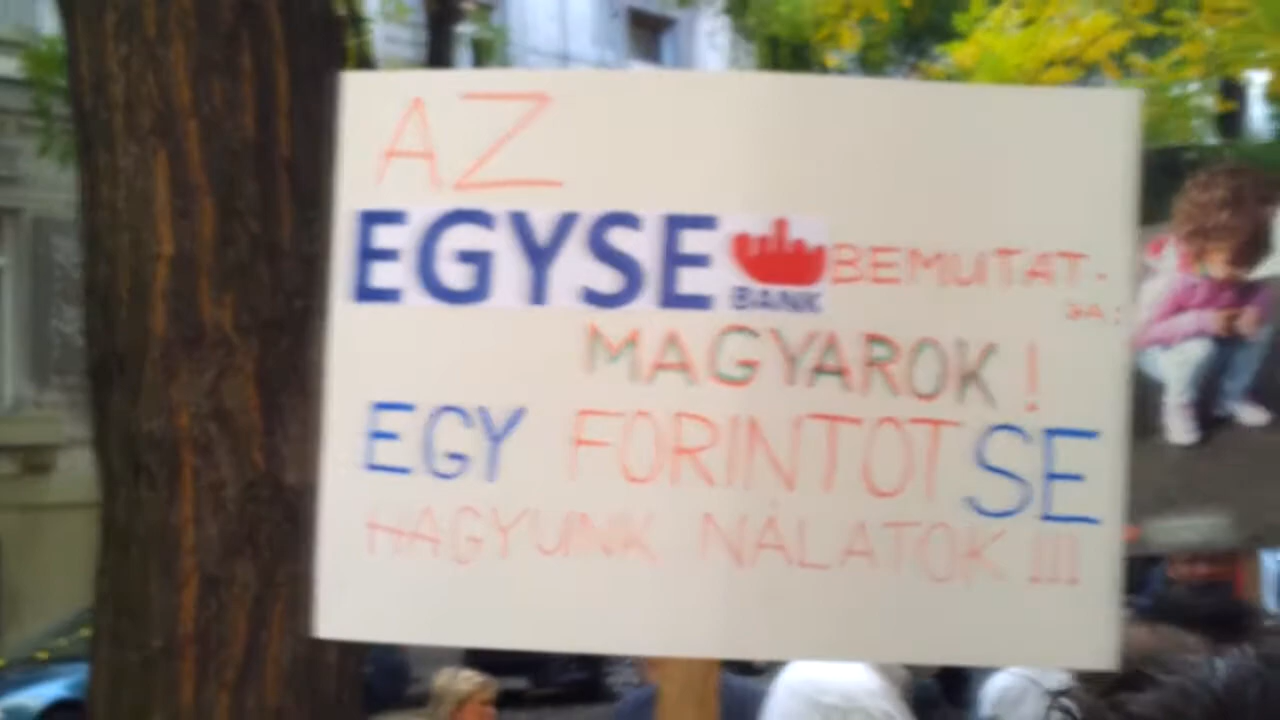 AZ
EGYSE BANK BEMUTAT-
JA:
MAGYAROK!
EGY FORINTOT SE
HAGYJUNK NÁLATOK!!!